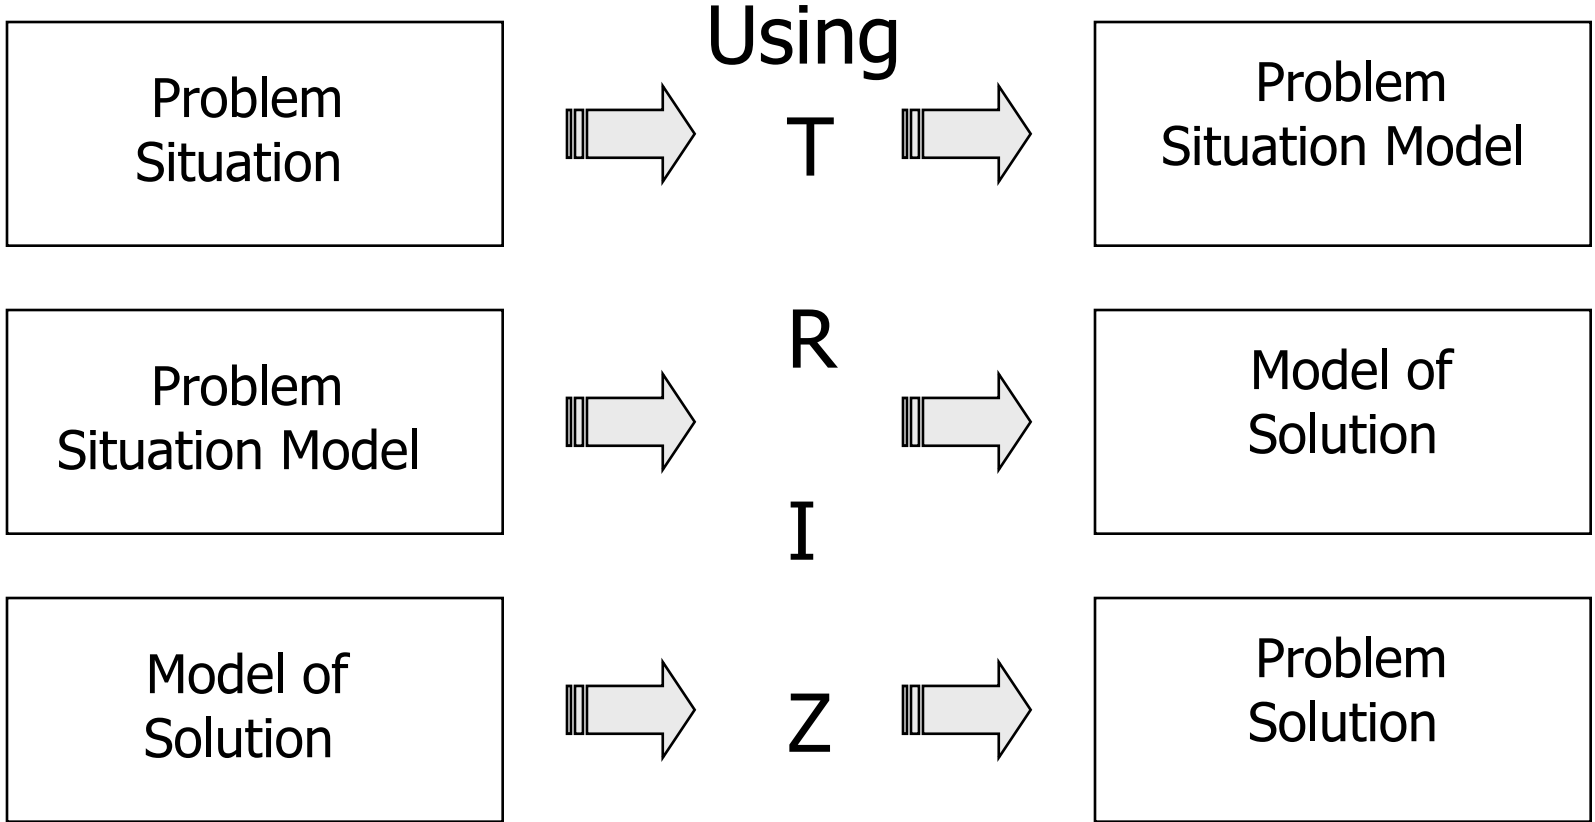 Using
Problem
Situation
T
Problem
Situation Model
Problem
Situation Model
R
Model of
Solution
I
Model of
Solution
Z
Problem
Solution